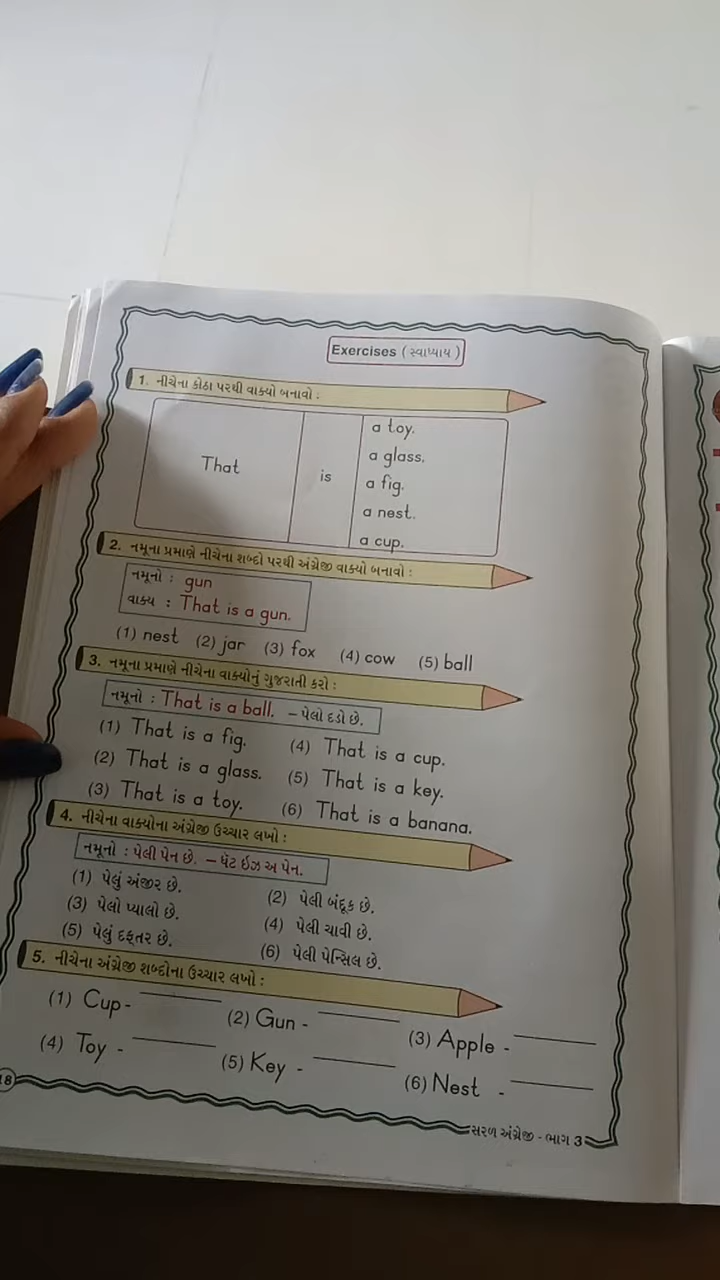 Exercises (સ્વાધ્યાય)
1. નીચેના કોઠા પરથી વાક્યો બનાવો :
That is
a toy.
a glass.
a fig.
a nest.
a cup.
2. નમૂના પ્રમાણે નીચેના શબ્દો પરથી અંગ્રેજી વાક્યો બનાવો :
નમૂનો : gun
વાક્ય : That is a gun.
(1) nest (2) jar (3) fox (4) cow (5) ball
3. નમૂના પ્રમાણે નીચેના વાક્યોનું ગુજરાતી કરો :
નમૂનો : That is a ball. – પેલો દડો છે.
(1) That is a fig. (4) That is a cup.
(2) That is a glass. (5) That is a key.
(3) That is a toy. (6) That is a banana.
4. નીચેના વાક્યોના અંગ્રેજી ઉચ્ચાર લખો :
નમૂનો : પેલી પેન છે. – ધૅટ ઇઝ અ પેન.
(1) પેલું અંજીર છે. (2) પેલી બંદૂક છે.
(3) પેલો પ્યાલો છે. (4) પેલી ચાવી છે.
(5) પેલું દફતર છે. (6) પેલી પેન્સિલ છે.
5. નીચેના અંગ્રેજી શબ્દોના ઉચ્ચાર લખો :
(1) Cup - (2) Gun - (3) Apple -
(4) Toy - (5) Key - (6) Nest -
18
સરળ અંગ્રેજી - ભાગ 3